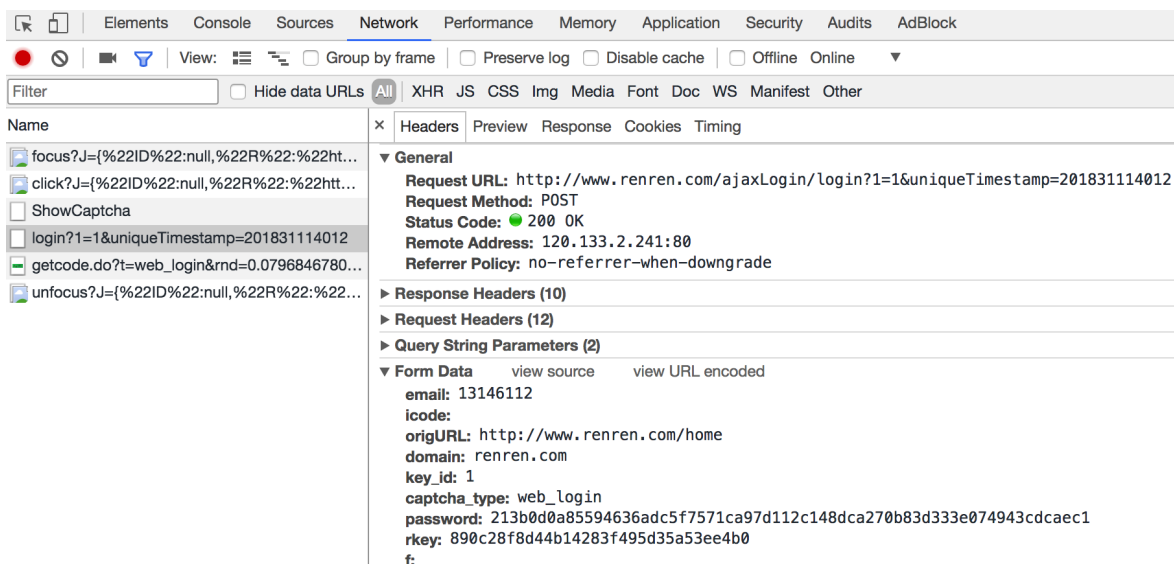 Elements Console Sources Network Performance Memory Application Security Audits AdBlock
View: Group by frame Preserve log Disable cache Offline Online
Filter Hide data URLs All XHR JS CSS Img Media Font Doc WS Manifest Other
Name
focus?J={%22ID%22:null,%22R%22:%22ht...
click?J={%22ID%22:null,%22R%22:%22htt...
ShowCaptcha
login?1=1&uniqueTimestamp=201831114012
getcode.do?t=web_login&rnd=0.0796846780...
unfocus?J={%22ID%22:null,%22R%22:%22...
× Headers Preview Response Cookies Timing
General
Request URL: http://www.renren.com/ajaxLogin/login?1=1&uniqueTimestamp=201831114012
Request Method: POST
Status Code: 200 OK
Remote Address: 120.133.2.241:80
Referrer Policy: no-referrer-when-downgrade
Response Headers (10)
Request Headers (12)
Query String Parameters (2)
Form Data view source view URL encoded
email: 13146112
icode:
origURL: http://www.renren.com/home
domain: renren.com
key_id: 1
captcha_type: web_login
password: 213b0d0a85594636adc5f7571ca97d112c148dca270b83d333e074943cdcaec1
rkey: 890c28f8d44b14283f495d35a53ee4b0
f: